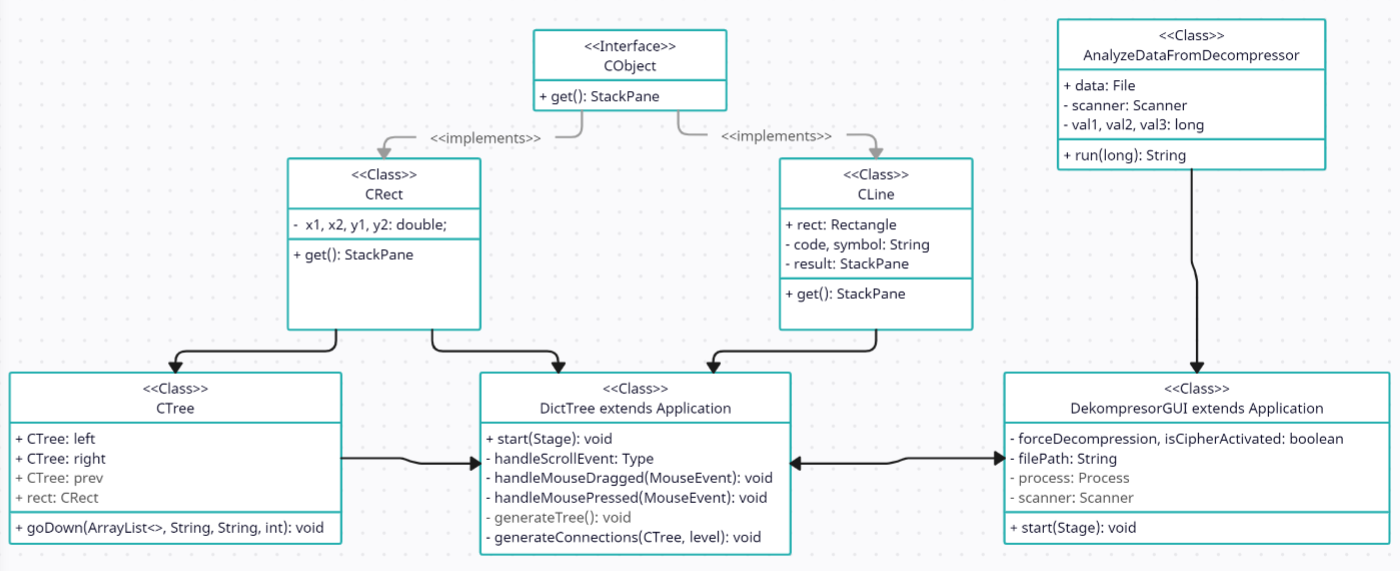 <<Interface>>
CObject
+ get(): StackPane
<<Class>>
AnalyzeDataFromDecompressor
+ data: File
- scanner: Scanner
- val1, val2, val3: long
+ run(long): String
<<implements>>
<<implements>>
<<Class>>
CRect
- x1, x2, y1, y2: double;
+ get(): StackPane
<<Class>>
CLine
+ rect: Rectangle
- code, symbol: String
- result: StackPane
+ get(): StackPane
<<Class>>
CTree
+ CTree: left
+ CTree: right
+ CTree: prev
+ rect: CRect
+ goDown(ArrayList<>, String, String, int): void
<<Class>>
DictTree extends Application
+ start(Stage): void
- handleScrollEvent: Type
- handleMouseDragged(MouseEvent): void
- handleMousePressed(MouseEvent): void
- generateTree(): void
- generateConnections(CTree, level): void
<<Class>>
DekompresorGUI extends Application
- forceDecompression, isCipherActivated: boolean
- filePath: String
- process: Process
- scanner: Scanner
+ start(Stage): void